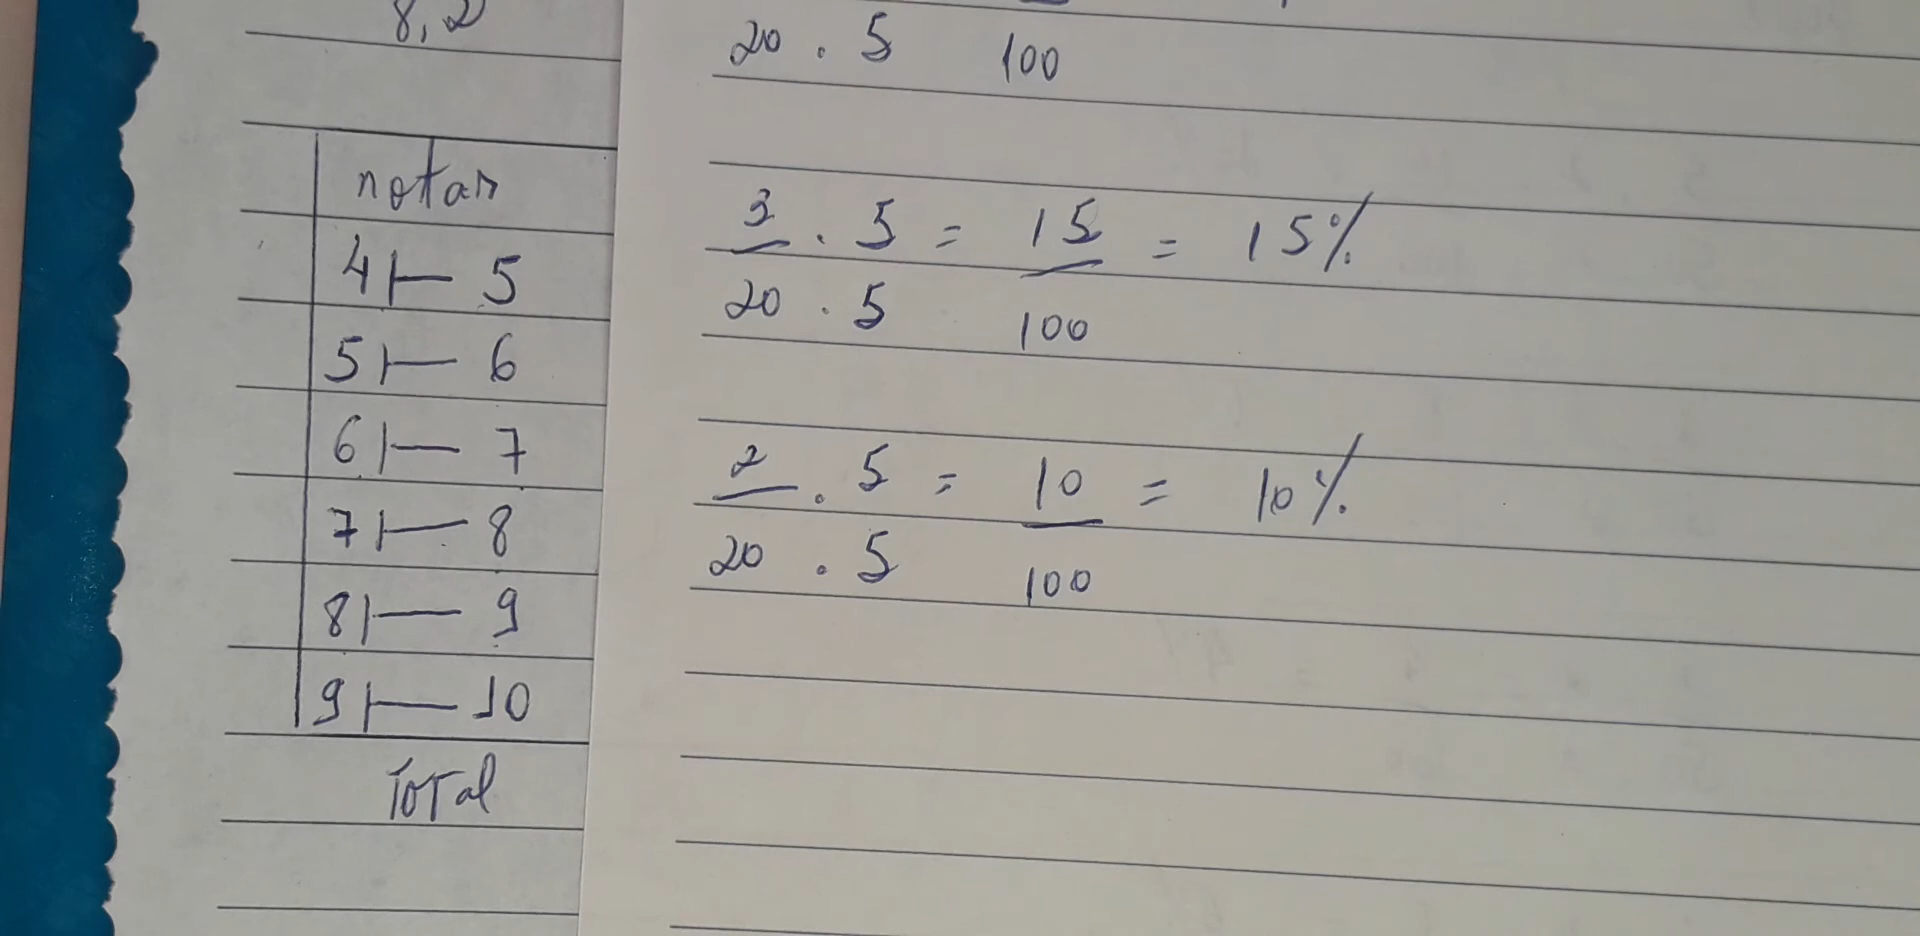 8,2
notas
4|— 5
5|— 6
6|— 7
7|— 8
8|— 9
9|— 10
Total
20 . 5 100
3 . 5 = 15 = 15%
20 . 5 100
2 . 5 = 10 = 10%
20 . 5 100